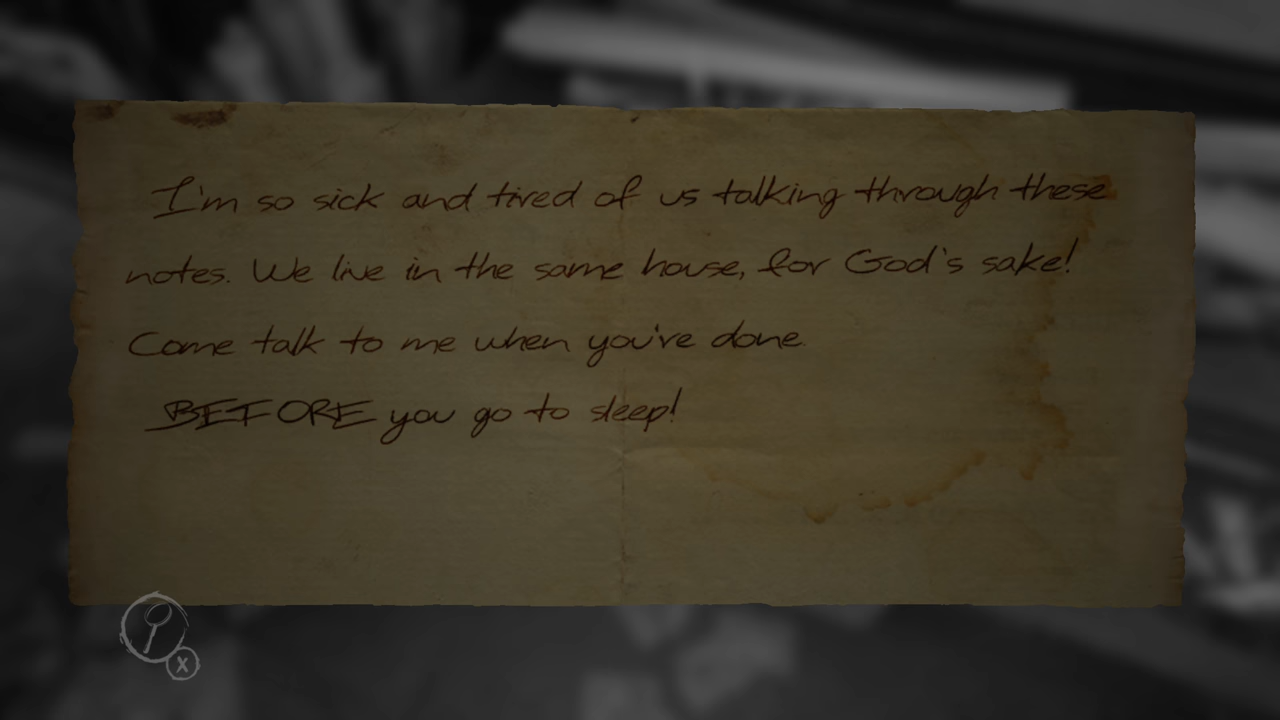 I'm so sick and tired of us talking through these
notes. We live in the same house, for God's sake!
Come talk to me when you've done.
BEFORE you go to sleep!
X